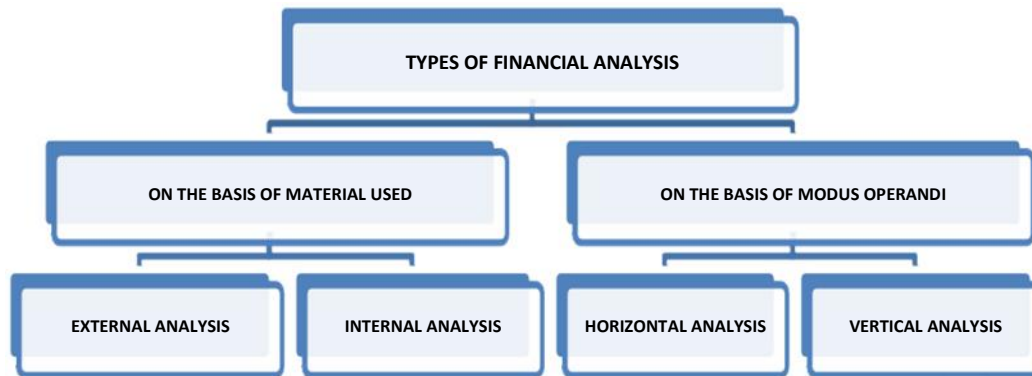 TYPES OF FINANCIAL ANALYSIS
ON THE BASIS OF MATERIAL USED
ON THE BASIS OF MODUS OPERANDI
EXTERNAL ANALYSIS
INTERNAL ANALYSIS
HORIZONTAL ANALYSIS
VERTICAL ANALYSIS